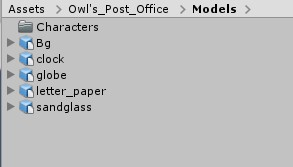 Assets > Owl's_Post_Office > Models >
Characters
Bg
clock
globe
letter_paper
sandglass